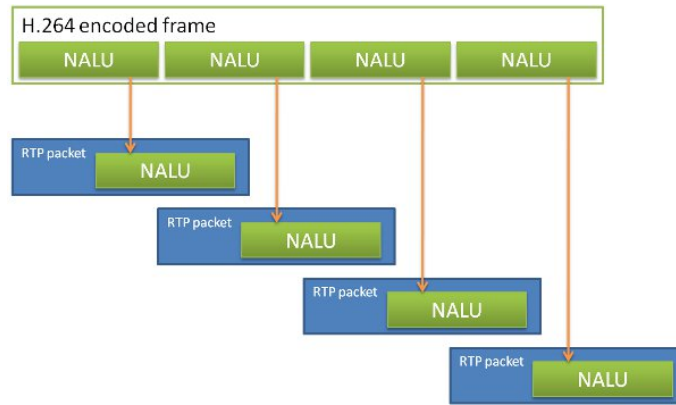 H.264 encoded frame
NALU NALU NALU NALU
RTP packet
NALU
RTP packet
NALU
RTP packet
NALU
RTP packet
NALU